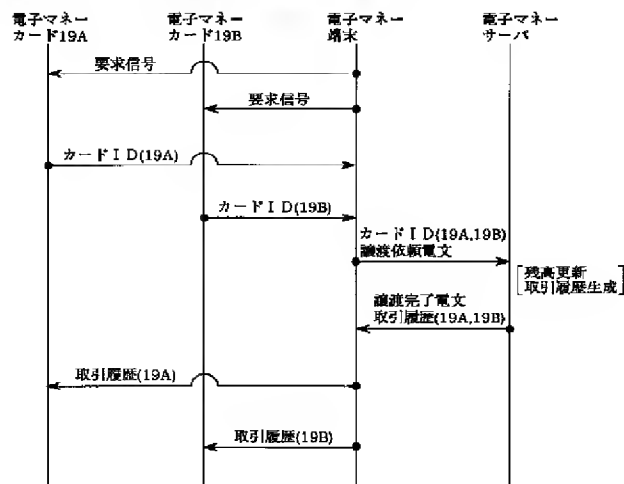 電子マネー
カード19A
電子マネー
カード19B
電子マネー
端末
電子マネー
サーバ
要求信号
要求信号
カードＩＤ(19A)
カードＩＤ(19B)
カードＩＤ(19A,19B)
譲渡依頼電文
残高更新
取引履歴生成
譲渡完了電文
取引履歴(19A,19B)
取引履歴(19A)
取引履歴(19B)